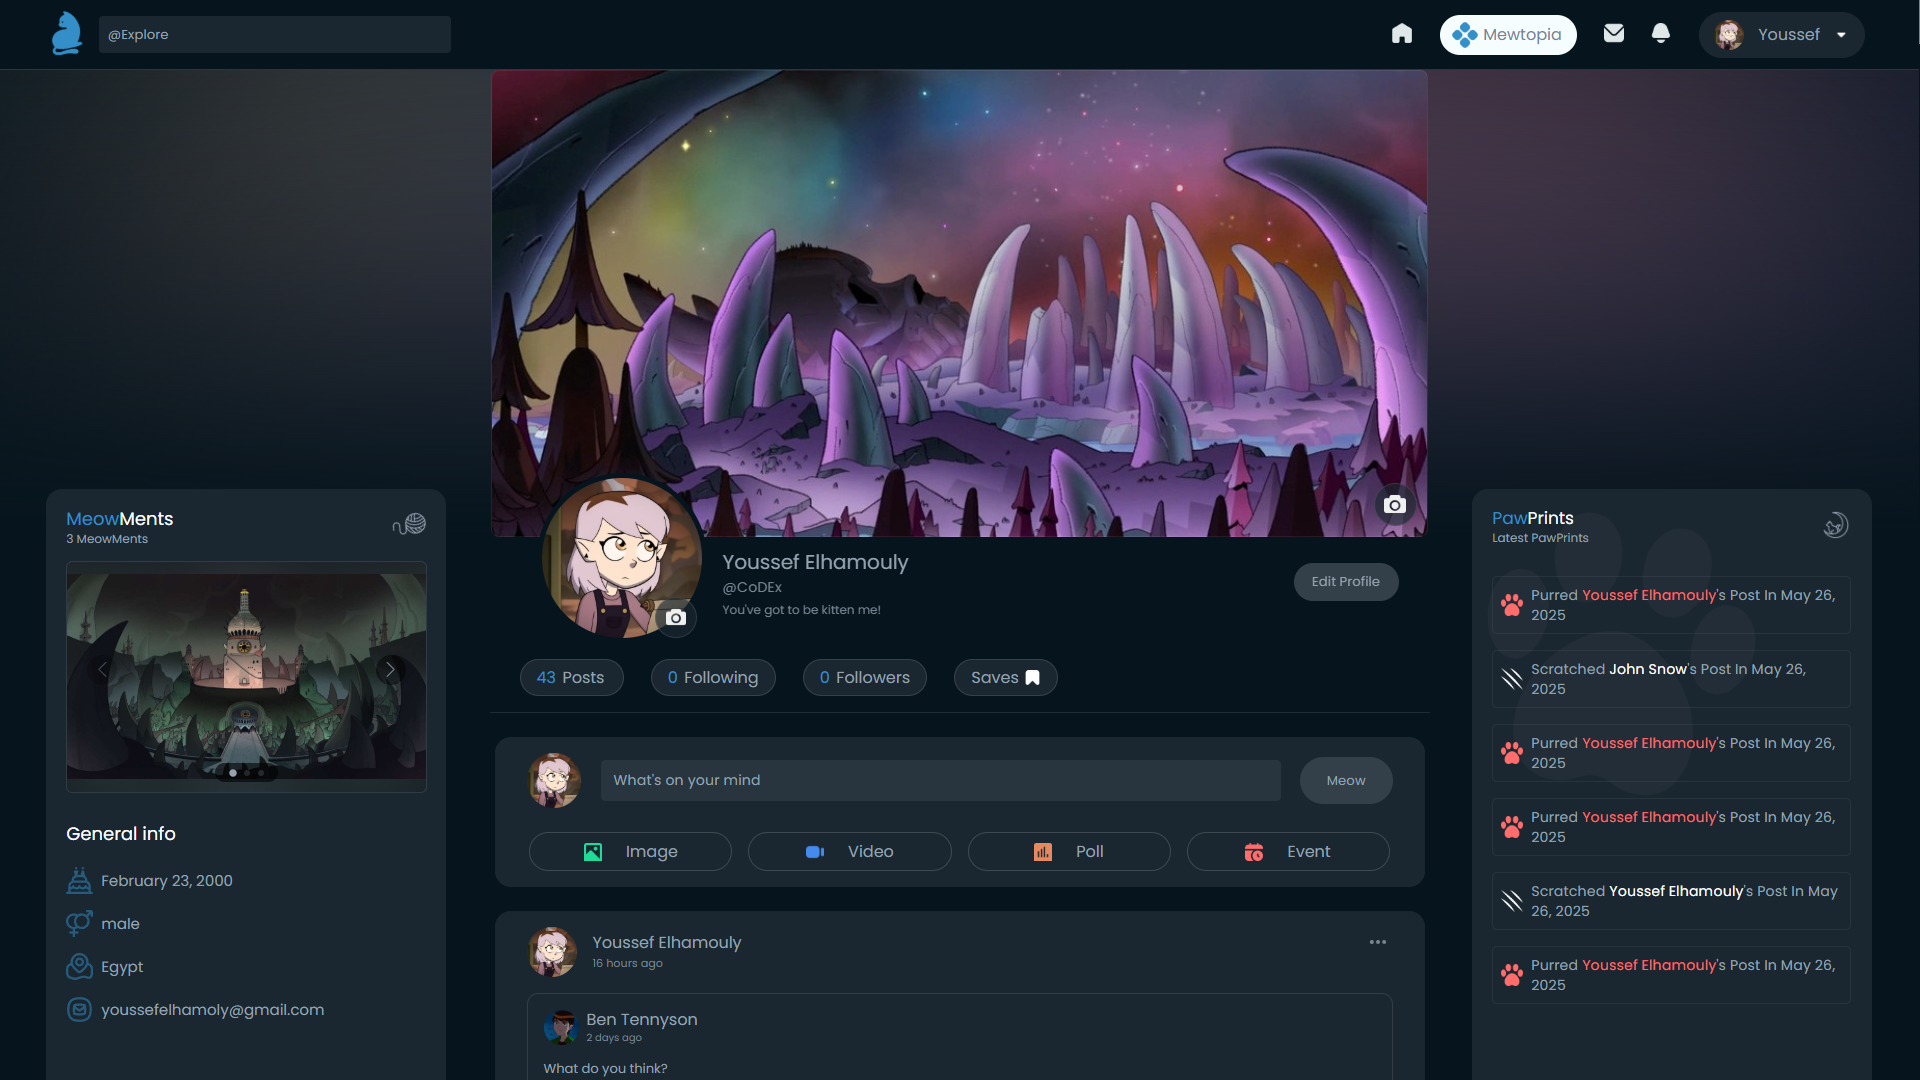 @Explore
Mewtopia
Youssef
MeowMents
3 MeowMents
General info
February 23, 2000
male
Egypt
youssefelhamoly@gmail.com
Youssef Elhamouly
@CoDEx
You've got to be kitten me!
Edit Profile
43 Posts
0 Following
0 Followers
Saves
What's on your mind
Meow
Image
Video
Poll
Event
Youssef Elhamouly
16 hours ago
Ben Tennyson
2 days ago
What do you think?
PawPrints
Latest PawPrints
Purred Youssef Elhamouly's Post In May 26,
2025
Scratched John Snow's Post In May 26,
2025
Purred Youssef Elhamouly's Post In May 26,
2025
Purred Youssef Elhamouly's Post In May 26,
2025
Scratched Youssef Elhamouly's Post In May
26, 2025
Purred Youssef Elhamouly's Post In May 26,
2025